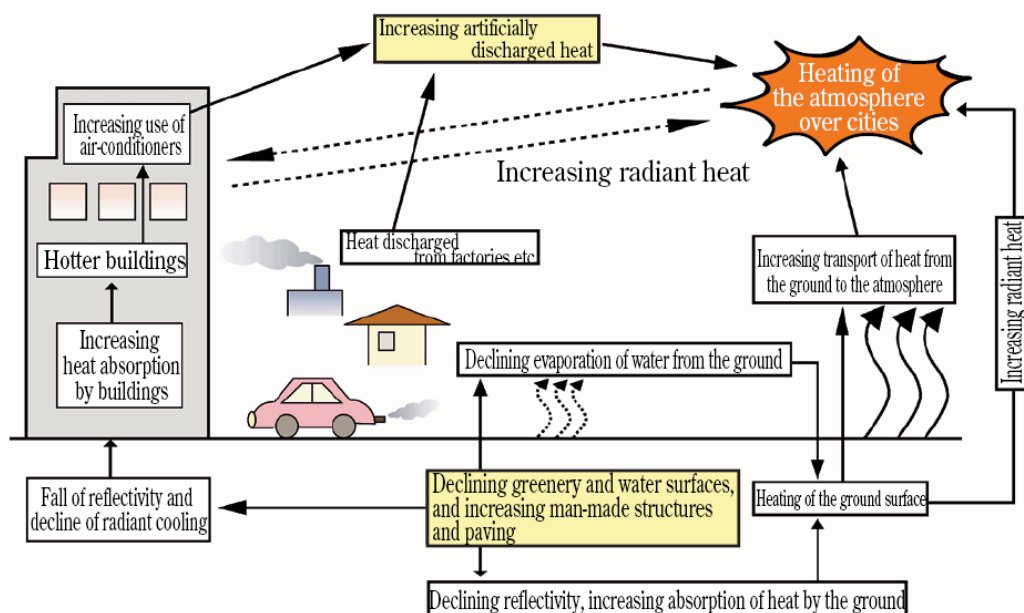 Increasing artificially
discharged heat
Heating of
the atmosphere
over cities
Increasing use of
air-conditioners
Increasing radiant heat
Heat discharged
from factories etc
Hotter buildings
Increasing transport of heat from
the ground to the atmosphere
Increasing radiant heat
Increasing
heat absorption
by buildings
Declining evaporation of water from the ground
Fall of reflectivity and
decline of radiant cooling
Declining greenery and water surfaces,
and increasing man-made structures
and paving
Heating of the ground surface
Declining reflectivity, increasing absorption of heat by the ground